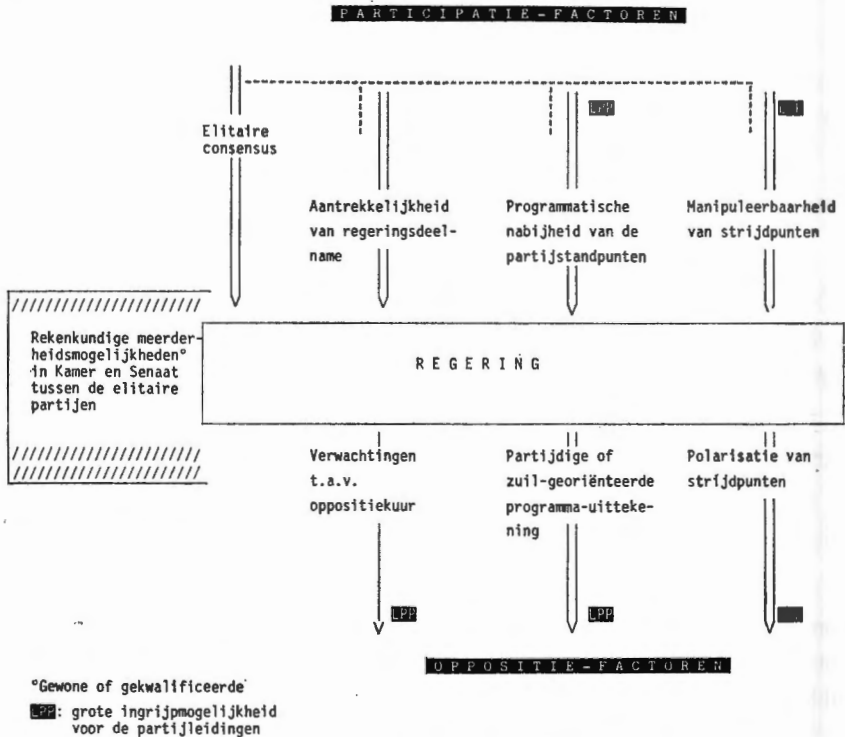 PARTICIPATIE-FACTOREN
LPP
Elitaire
consensus
Aantrekkelijkheid
van regeringsdeel-
name
Programmatische
nabijheid van de
partijstandpunten
Manipuleerbaarheid
van strijdpunten
Rekenkundige meerder-
heidsmogelijkheden°
in Kamer en Senaat
tussen de elitaire
partijen
REGERING
Verwachtingen
t.a.v.
oppositiekuur
Partijdige of
zuil-georiënteerde
programma-uitteke-
ning
Polarisatie van
strijdpunten
LPP
LPP
OPPOSITIE-FACTOREN
°Gewone of gekwalificeerde
LPP: grote ingrijpmogelijkheid
voor de partijleidingen